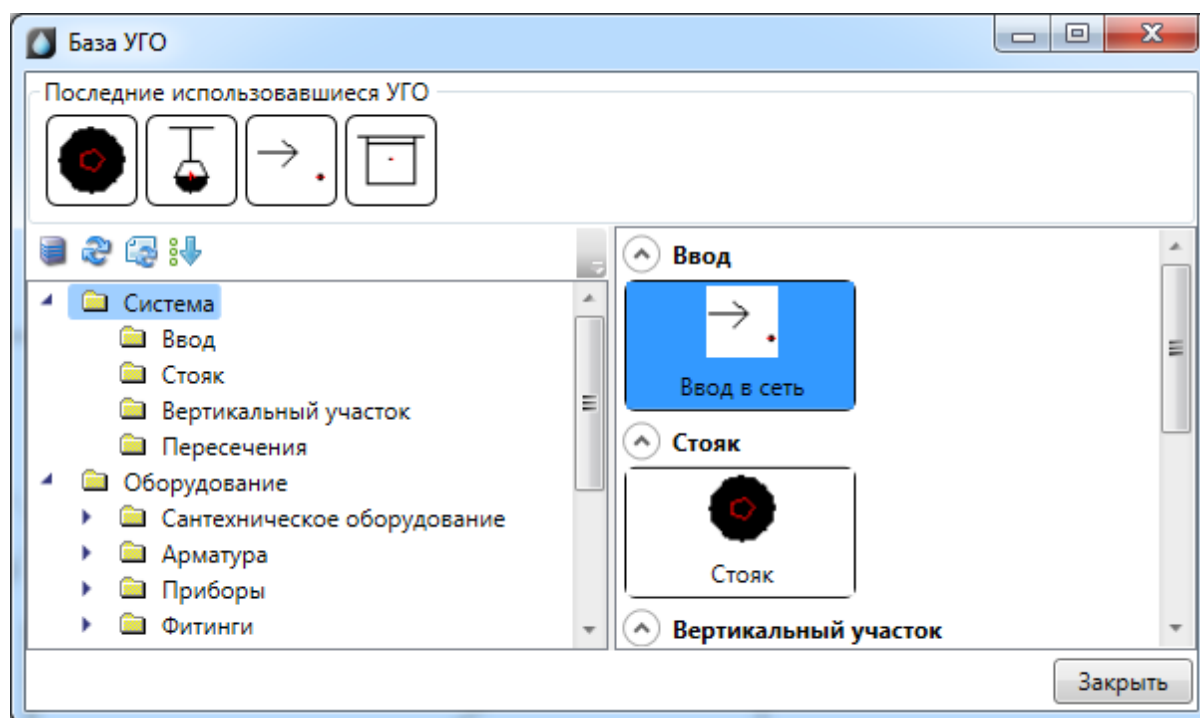 База УГО
Последние использовавшиеся УГО
Система
Ввод
Стояк
Вертикальный участок
Пересечения
Оборудование
Сантехническое оборудование
Арматура
Приборы
Фитинги
Ввод
Ввод в сеть
Стояк
Стояк
Вертикальный участок
Закрыть